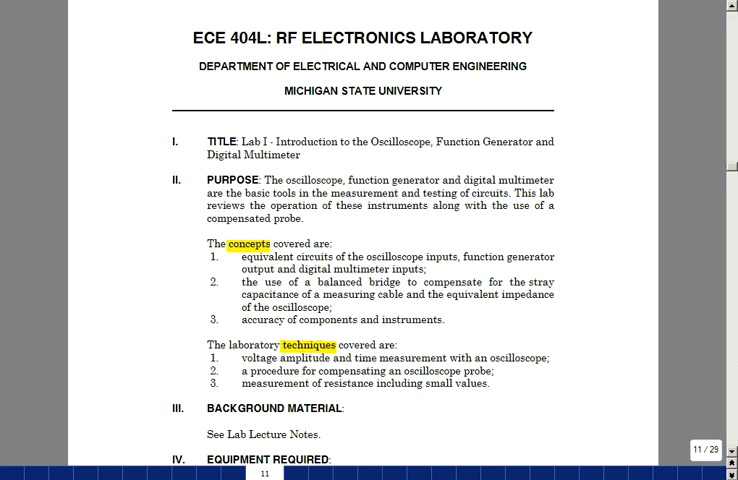 ECE 404L: RF ELECTRONICS LABORATORY
DEPARTMENT OF ELECTRICAL AND COMPUTER ENGINEERING
MICHIGAN STATE UNIVERSITY
I. TITLE: Lab I - Introduction to the Oscilloscope, Function Generator and
Digital Multimeter
II. PURPOSE: The oscilloscope, function generator and digital multimeter
are the basic tools in the measurement and testing of circuits. This lab
reviews the operation of these instruments along with the use of a
compensated probe.
The concepts covered are:
1. equivalent circuits of the oscilloscope inputs, function generator
output and digital multimeter inputs;
2. the use of a balanced bridge to compensate for the stray
capacitance of a measuring cable and the equivalent impedance
of the oscilloscope;
3. accuracy of components and instruments.
The laboratory techniques covered are:
1. voltage amplitude and time measurement with an oscilloscope;
2. a procedure for compensating an oscilloscope probe;
3. measurement of resistance including small values.
III. BACKGROUND MATERIAL:
See Lab Lecture Notes.
IV. EQUIPMENT REQUIRED:
11 / 29
11